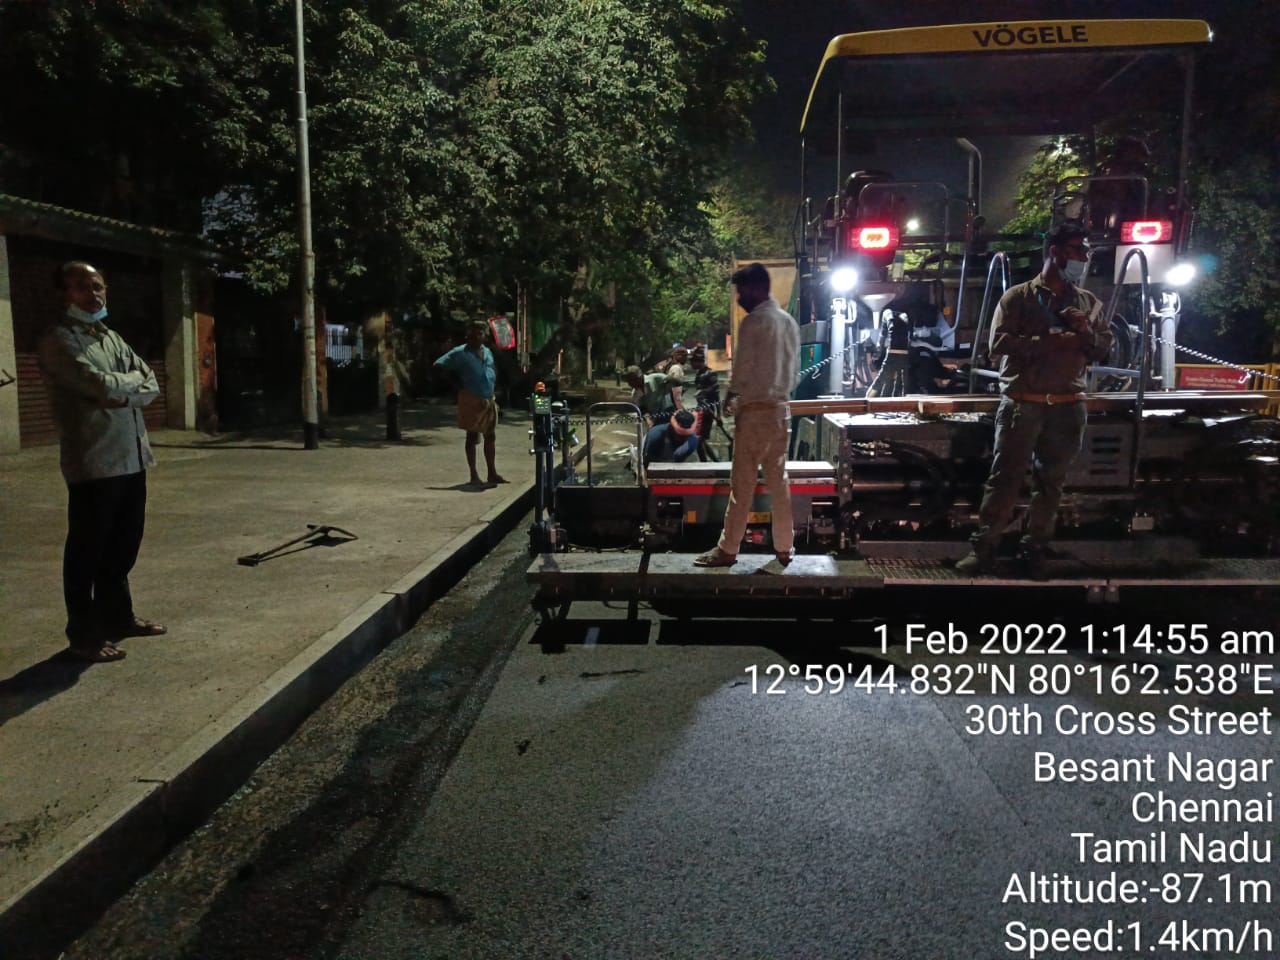 VÖGELE
1 Feb 2022 1:14:55 am
12°59'44.832"N 80°16'2.538"E
30th Cross Street
Besant Nagar
Chennai
Tamil Nadu
Altitude:-87.1m
Speed:1.4km/h